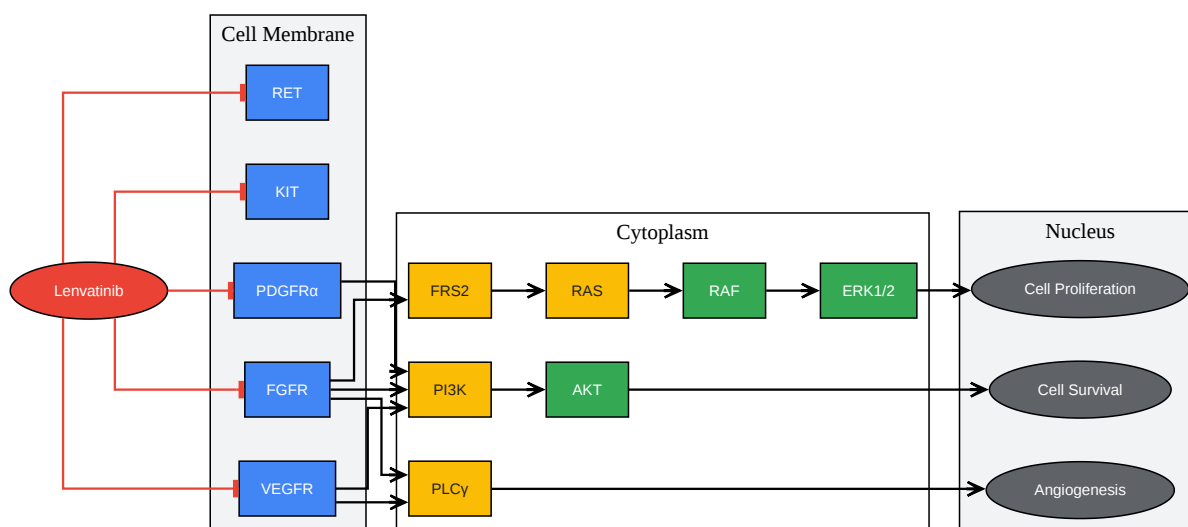 Cell Membrane
RET
KIT
Cytoplasm
Nucleus
Lenvatinib
PDGFRα
FRS2
RAS
RAF
ERK1/2
Cell Proliferation
FGFR
PI3K
AKT
Cell Survival
VEGFR
PLCγ
Angiogenesis